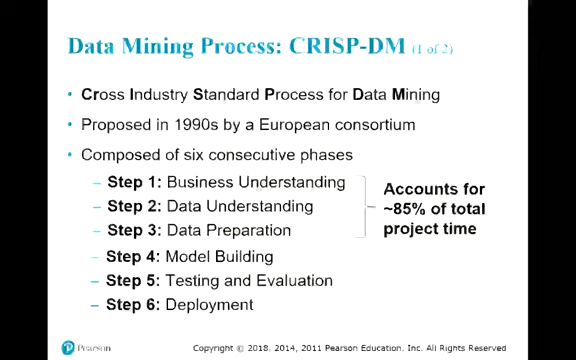 Data Mining Process: CRISP-DM (1 of 2)
• Cross Industry Standard Process for Data Mining
• Proposed in 1990s by a European consortium
• Composed of six consecutive phases
– Step 1: Business Understanding
– Step 2: Data Understanding
– Step 3: Data Preparation
Accounts for
~85% of total
project time
– Step 4: Model Building
– Step 5: Testing and Evaluation
– Step 6: Deployment
P Pearson
Copyright © 2018, 2014, 2011 Pearson Education, Inc. All Rights Reserved